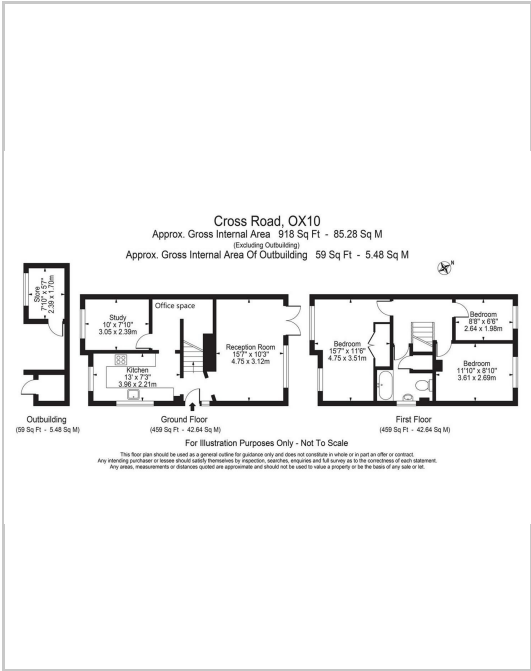 Cross Road, OX10
Approx. Gross Internal Area 918 Sq Ft - 85.28 Sq M
(Excluding Outbuilding)
Approx. Gross Internal Area Of Outbuilding 59 Sq Ft - 5.48 Sq M
N
Store
7'10" x 5'7"
2.39 x 1.70m
Outbuilding
(59 Sq Ft - 5.48 Sq M)
Office space
Study
10' x 7'10"
3.05 x 2.39m
Kitchen
13' x 7'3"
3.96 x 2.21m
Reception Room
15'7" x 10'3"
4.75 x 3.12m
Ground Floor
(459 Sq Ft - 42.64 Sq M)
Bedroom
15'7" x 11'6"
4.75 x 3.51m
Bedroom
8'8" x 6'6"
2.64 x 1.98m
Bedroom
11'10" x 8'10"
3.61 x 2.69m
First Floor
(459 Sq Ft - 42.64 Sq M)
For Illustration Purposes Only - Not To Scale
This floor plan should be used as a general outline for guidance only and does not constitute in whole or in part an offer or contract.
Any intending purchaser or lessee should satisfy themselves by inspection, searches, enquiries and full survey as to the correctness of each statement.
Any areas, measurements or distances quoted are approximate and should not be used to value a property or be the basis of any sale or let.